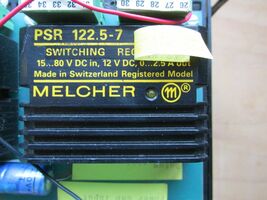 PSR 122.5-7
SWITCHING
15...80 V DC in, 12 V DC, 0...2.5 A out
Made in Switzerland Registered Model
MELCHER m ®